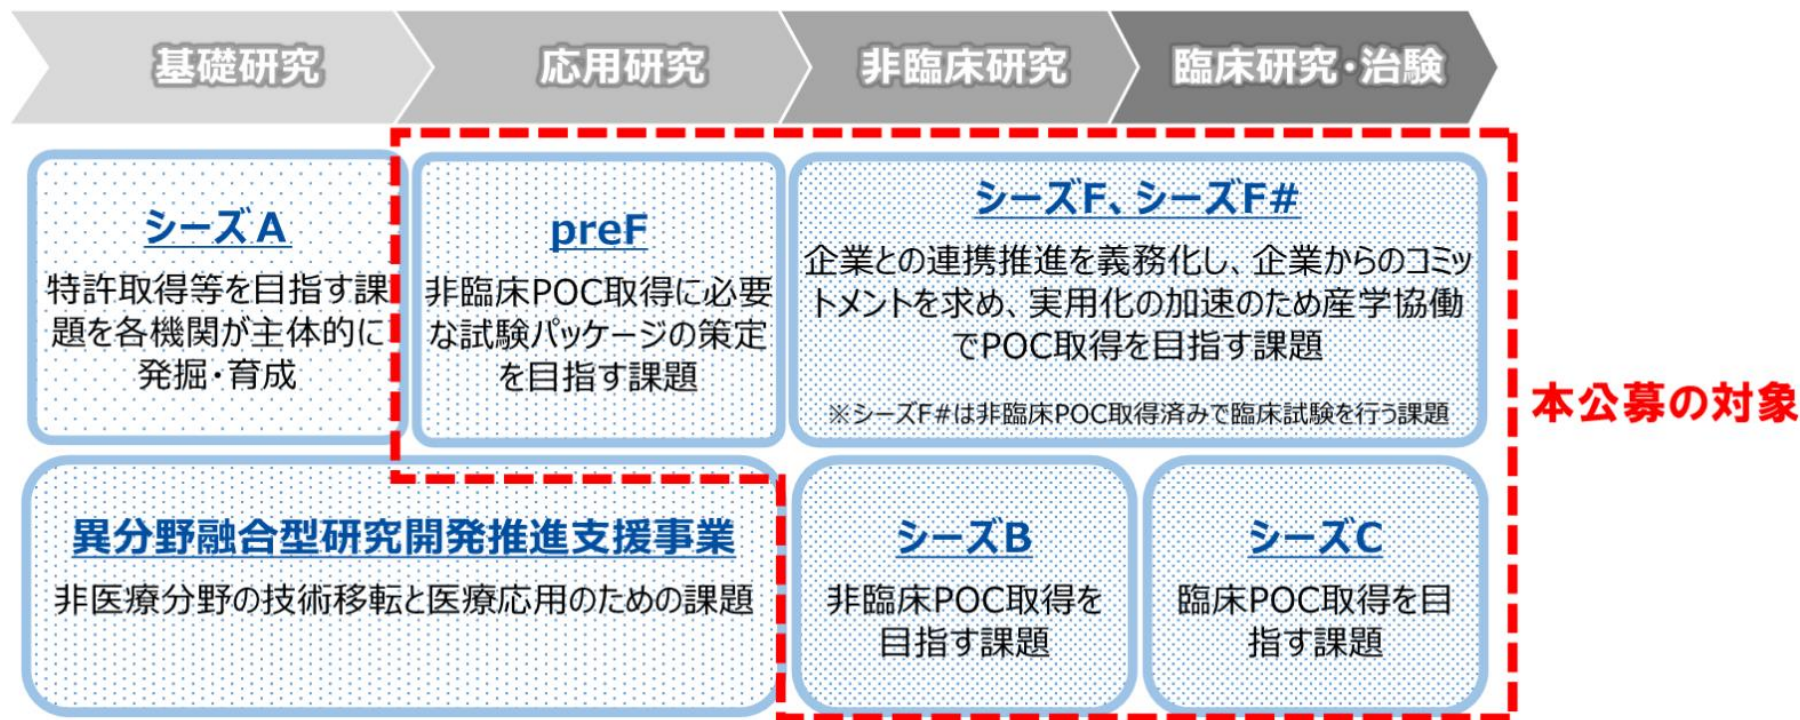 基礎研究
応用研究
非臨床研究
臨床研究・治験
シーズA
特許取得等を目指す課
題を各機関が主体的に
発掘・育成
preF
非臨床POC取得に必要
な試験パッケージの策定
を目指す課題
シーズF、シーズF#
企業との連携推進を義務化し、企業からのコミッ
トメントを求め、実用化の加速のため産学協働
でPOC取得を目指す課題
※シーズF#は非臨床POC取得済みで臨床試験を行う課題
本公募の対象
異分野融合型研究開発推進支援事業
非医療分野の技術移転と医療応用のための課題
シーズB
非臨床POC取得を
目指す課題
シーズC
臨床POC取得を目
指す課題